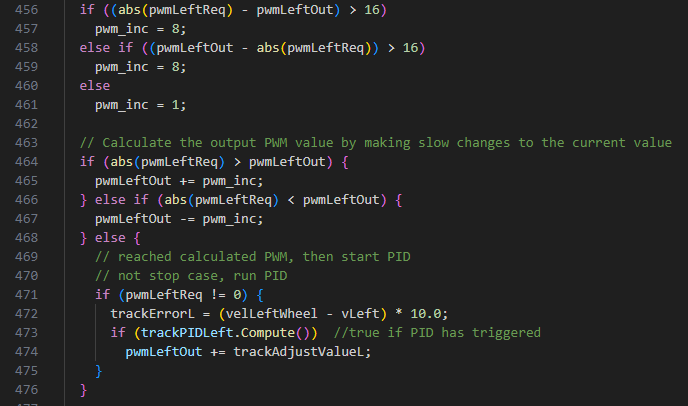 456 if ((abs(pwmLeftReq) - pwmLeftOut) > 16)
457 pwm_inc = 8;
458 else if ((pwmLeftOut - abs(pwmLeftReq)) > 16)
459 pwm_inc = 8;
460 else
461 pwm_inc = 1;
462
463 // Calculate the output PWM value by making slow changes to the current value
464 if (abs(pwmLeftReq) > pwmLeftOut) {
465 pwmLeftOut += pwm_inc;
466 } else if (abs(pwmLeftReq) < pwmLeftOut) {
467 pwmLeftOut -= pwm_inc;
468 } else {
469 // reached calculated PWM, then start PID
470 // not stop case, run PID
471 if (pwmLeftReq != 0) {
472 trackErrorL = (velLeftWheel - vLeft) * 10.0;
473 if (trackPIDLeft.Compute()) //true if PID has triggered
474 pwmLeftOut += trackAdjustValueL;
475 }
476 }